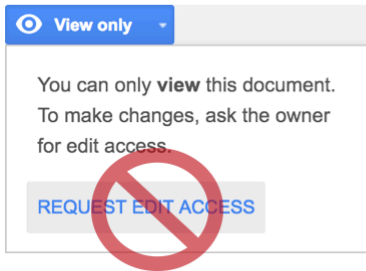 View only
You can only view this document.
To make changes, ask the owner
for edit access.
REQUEST EDIT ACCESS